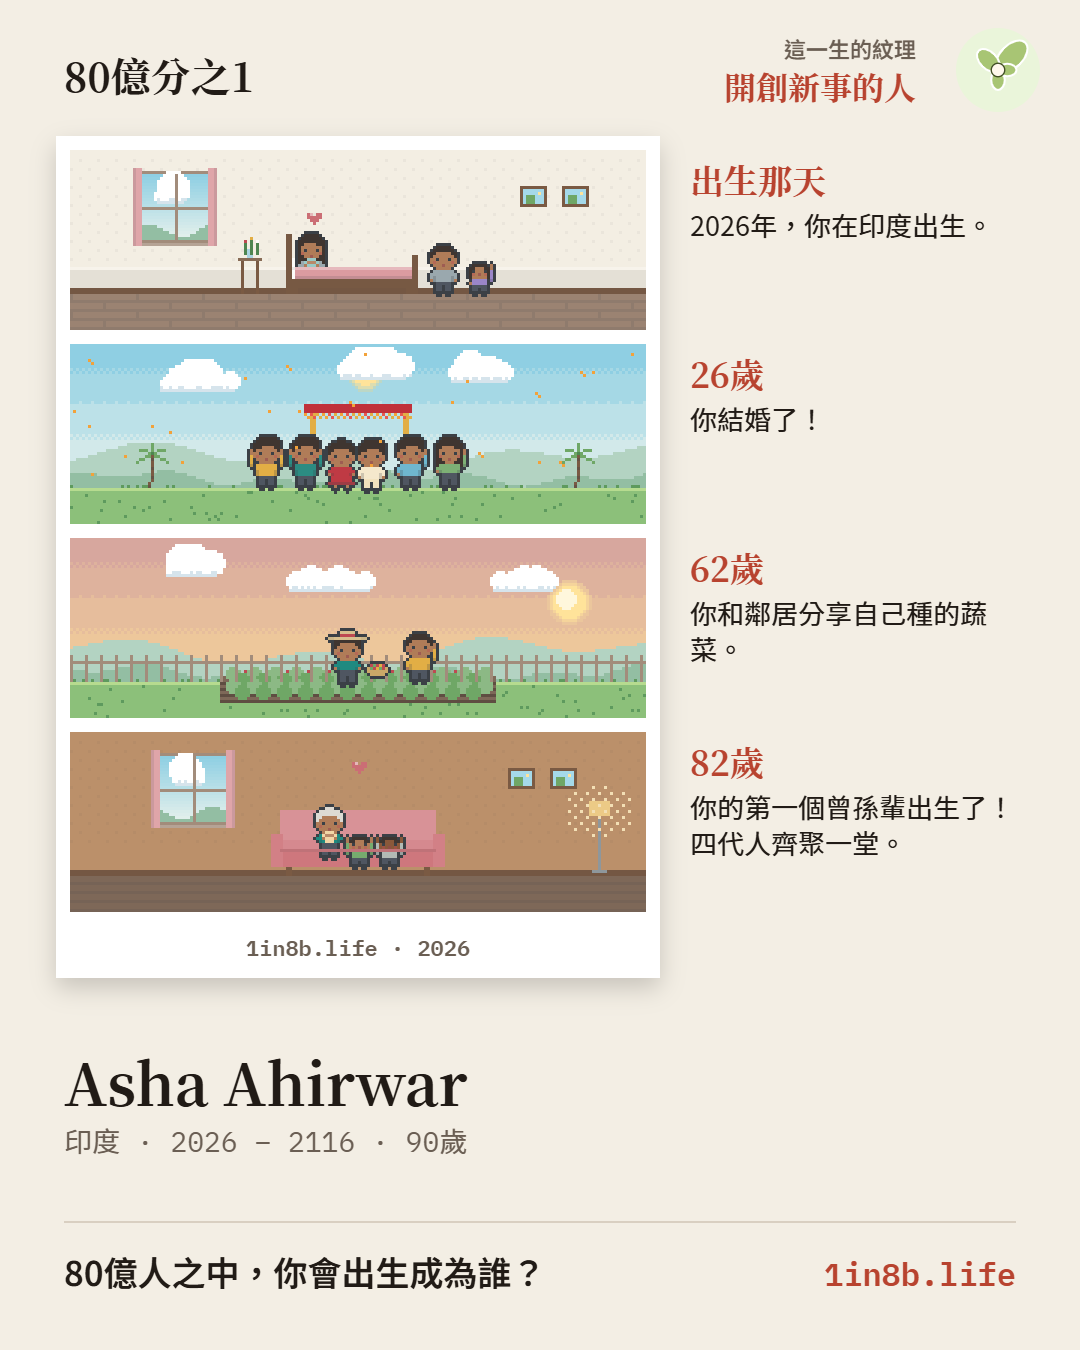 80億分之1
這一生的紋理
開創新事的人
出生那天
2026年，你在印度出生。
26歲
你結婚了！
62歲
你和鄰居分享自己種的蔬
菜。
82歲
你的第一個曾孫輩出生了！
四代人齊聚一堂。
1in8b.life · 2026
Asha Ahirwar
印度 · 2026 – 2116 · 90歲
80億人之中，你會出生成為誰？
1in8b.life